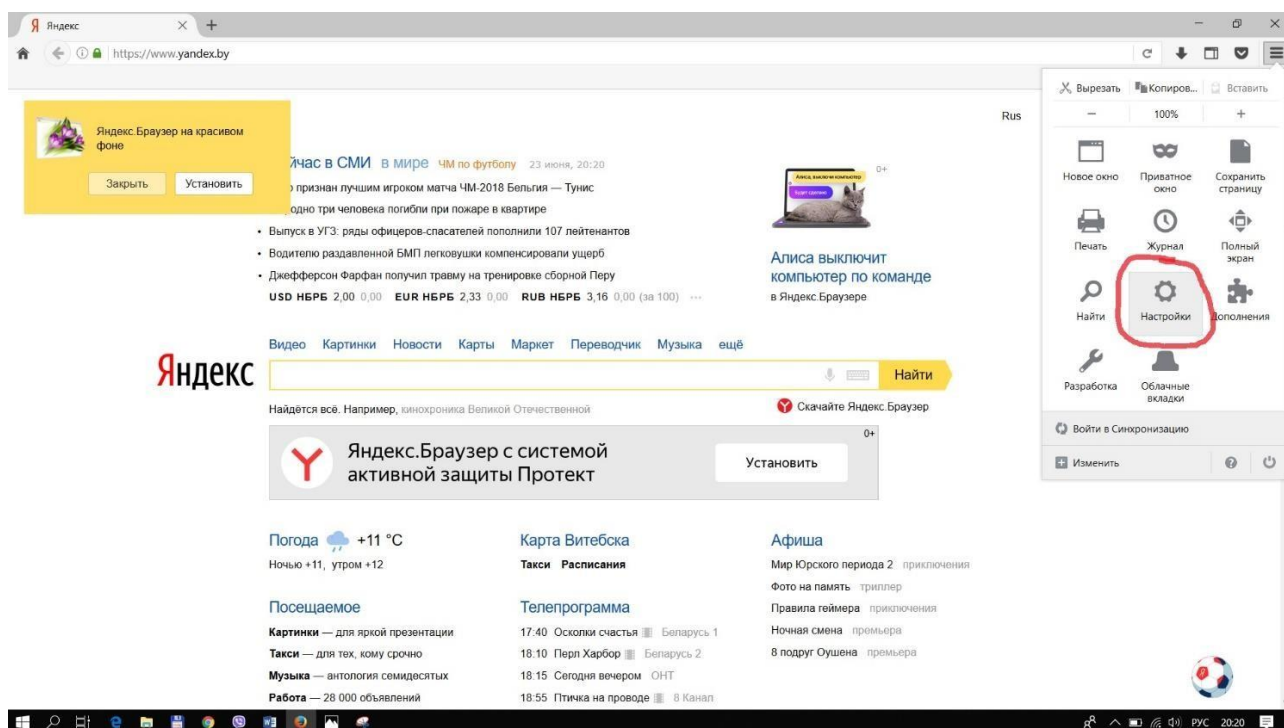 Я Яндекс
https://www.yandex.by
Вырезать Копиров... Вставить
100%
Новое окно Приватное окно Сохранить страницу
Печать Журнал Полный экран
Найти Настройки Дополнения
Разработка Облачные вкладки
Войти в Синхронизацию
Изменить
Яндекс.Браузер на красивом
фоне
Закрыть Установить
Rus
йчас в СМИ в мире ЧМ по футболу 23 июня, 20:20
признан лучшим игроком матча ЧМ-2018 Бельгия — Тунис
одно три человека погибли при пожаре в квартире
• Выпуск в УГЗ: ряды офицеров-спасателей пополнили 107 лейтенантов
• Водителю раздавленной БМП легковушки компенсировали ущерб
• Джефферсон Фарфан получил травму на тренировке сборной Перу
USD НБРБ 2,00 0,00 EUR НБРБ 2,33 0,00 RUB НБРБ 3,16 0,00 (за 100) ...
Алиса, выключи компьютер
0+
Алиса выключит
компьютер по команде
в Яндекс.Браузере
Видео Картинки Новости Карты Маркет Переводчик Музыка ещё
Яндекс
Найти
Найдётся всё. Например, кинохроника Великой Отечественной
Скачайте Яндекс.Браузер
Яндекс.Браузер с системой
активной защиты Протект
Установить
0+
Погода +11 °C
Ночью +11, утром +12
Карта Витебска
Такси Расписания
Афиша
Мир Юрского периода 2 приключения
Фото на память триллер
Правила геймера приключения
Ночная смена премьера
8 подруг Оушена премьера
Посещаемое
Картинки — для яркой презентации
Такси — для тех, кому срочно
Музыка — антология семидесятых
Работа — 28 000 объявлений
Телепрограмма
17:40 Осколки счастья Беларусь 1
18:10 Перл Харбор Беларусь 2
18:15 Сегодня вечером ОНТ
18:55 Птичка на проводе 8 Канал
РУС 20:20